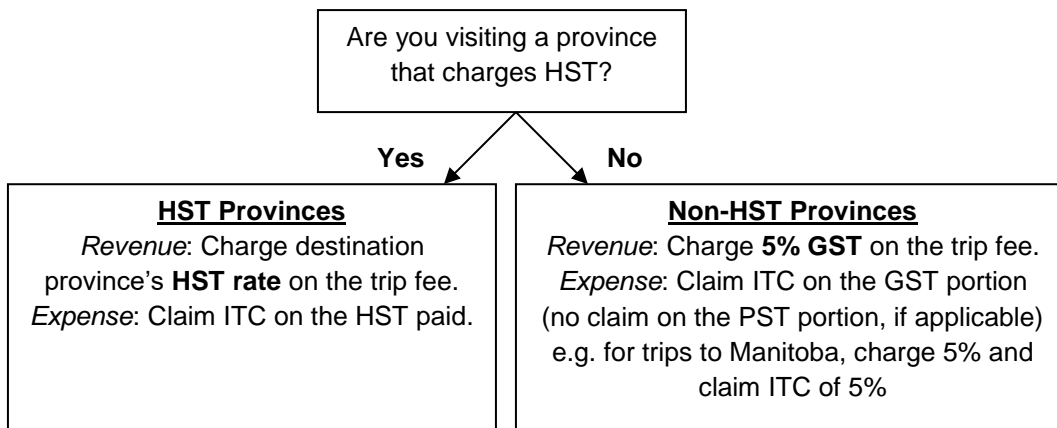 Are you visiting a province
that charges HST?
Yes
No
HST Provinces
Revenue: Charge destination
province's HST rate on the trip fee.
Expense: Claim ITC on the HST paid.
Non-HST Provinces
Revenue: Charge 5% GST on the trip fee.
Expense: Claim ITC on the GST portion
(no claim on the PST portion, if applicable)
e.g. for trips to Manitoba, charge 5% and
claim ITC of 5%